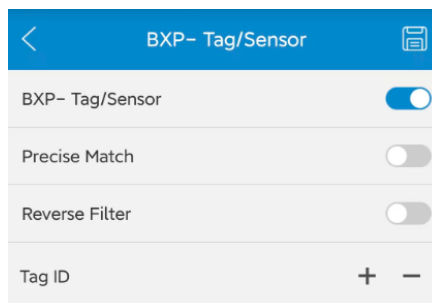 BXP- Tag/Sensor
BXP- Tag/Sensor
Precise Match
Reverse Filter
Tag ID + −